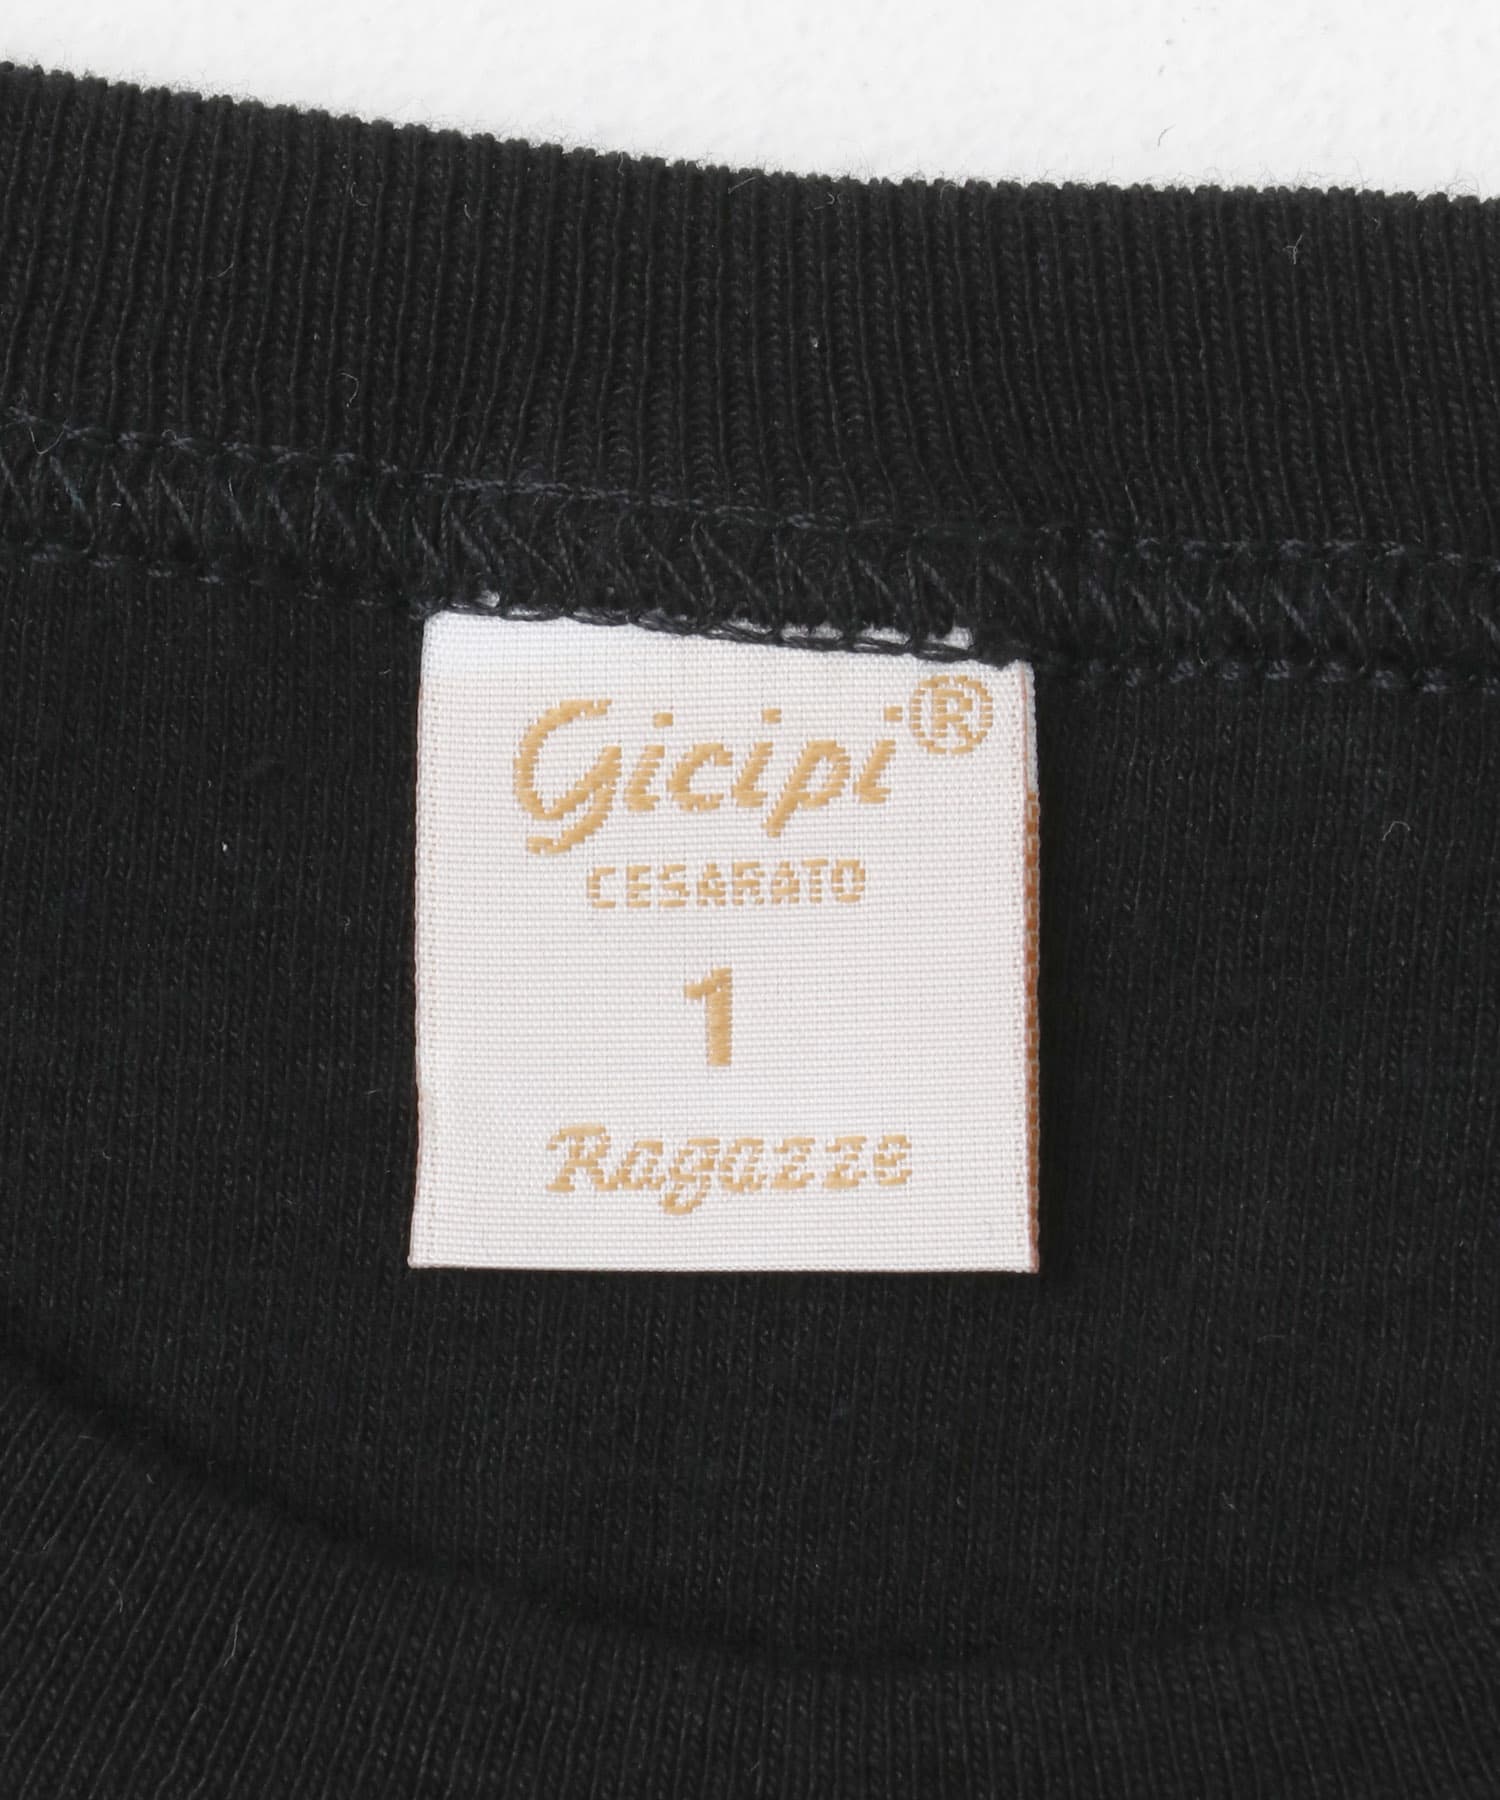 Gicipi®
CESARATO
1
Ragazze